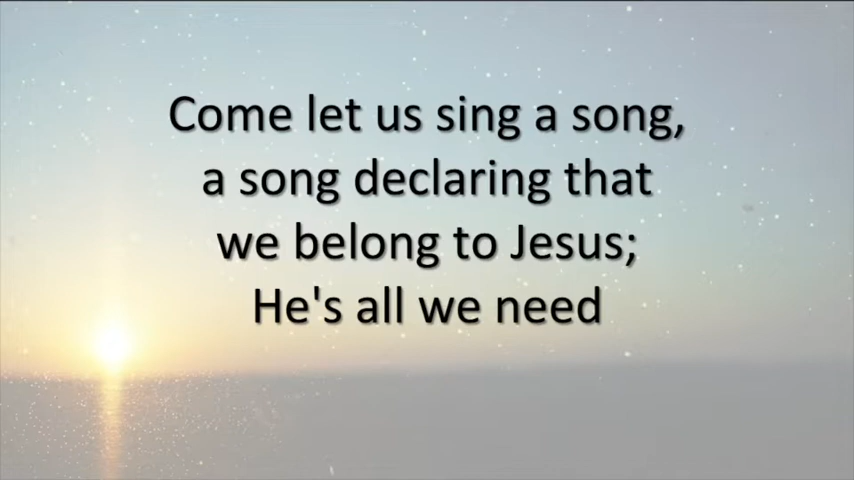 Come let us sing a song,
a song declaring that
we belong to Jesus;
He's all we need